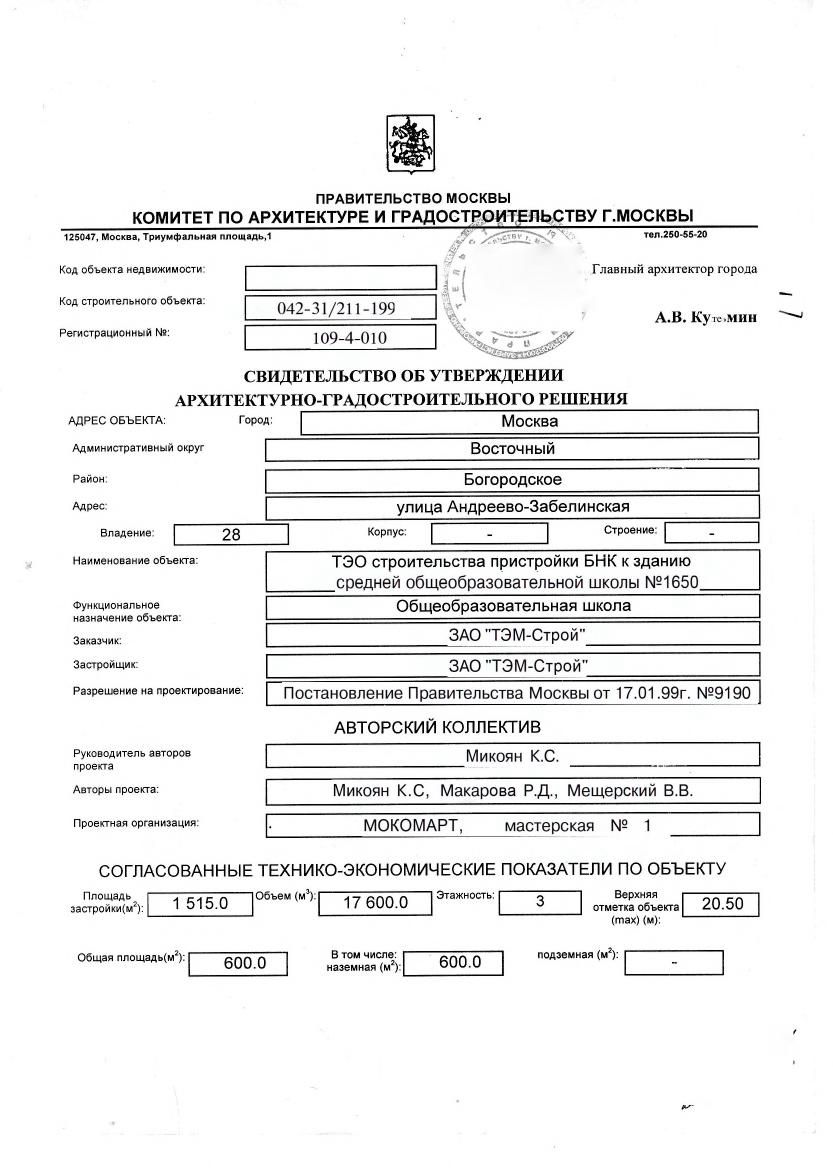 ПРАВИТЕЛЬСТВО МОСКВЫ
КОМИТЕТ ПО АРХИТЕКТУРЕ И ГРАДОСТРОИТЕЛЬСТВУ Г.МОСКВЫ
125047, Москва, Триумфальная площадь,1 тел.250-55-20
Код объекта недвижимости: Главный архитектор города
Код строительного объекта: 042-31/211-199
А.В.
Регистрационный №: 109-4-010
СВИДЕТЕЛЬСТВО ОБ УТВЕРЖДЕНИИ
АРХИТЕКТУРНО-ГРАДОСТРОИТЕЛЬНОГО РЕШЕНИЯ
АДРЕС ОБЪЕКТА: Город: Москва
Административный округ Восточный
Район: Богородское
Адрес: улица Андреево-Забелинская
Владение: 28 Корпус: - Строение: -
Наименование объекта: ТЭО строительства пристройки БНК к зданию
средней общеобразовательной школы №1650
Функциональное
назначение объекта: Общеобразовательная школа
Заказчик: ЗАО "ТЭМ-Строй"
Застройщик: ЗАО "ТЭМ-Строй"
Разрешение на проектирование: Постановление Правительства Москвы от 17.01.99г. №9190
АВТОРСКИЙ КОЛЛЕКТИВ
Руководитель авторов
проекта Микоян К.С.
Авторы проекта: Микоян К.С, Макарова Р.Д., Мещерский В.В.
Проектная организация: МОКОМАРТ, мастерская № 1
СОГЛАСОВАННЫЕ ТЕХНИКО-ЭКОНОМИЧЕСКИЕ ПОКАЗАТЕЛИ ПО ОБЪЕКТУ
Площадь
застройки(м²): 1 515.0 Объем (м³): 17 600.0 Этажность: 3 Верхняя
отметка объекта
(max) (м): 20.50
Общая площадь(м²): 600.0 В том числе:
наземная (м²): 600.0 подземная (м²): -